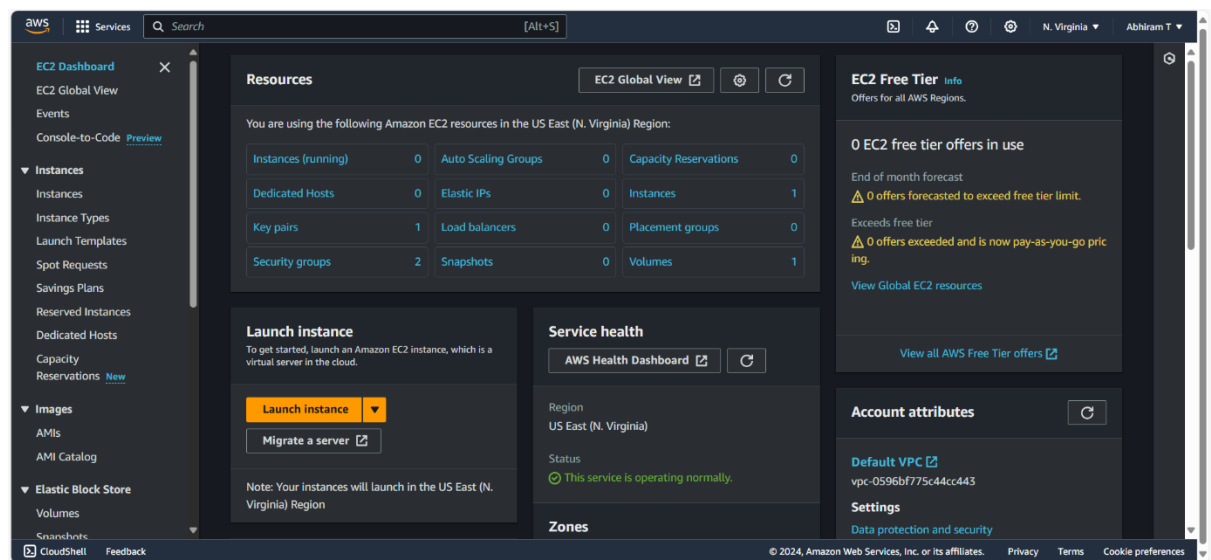 aws
Services
Search
[Alt+S]
N. Virginia ▼
Abhiram T ▼
EC2 Dashboard
EC2 Global View
Events
Console-to-Code Preview
▼ Instances
Instances
Instance Types
Launch Templates
Spot Requests
Savings Plans
Reserved Instances
Dedicated Hosts
Capacity
Reservations New
▼ Images
AMIs
AMI Catalog
▼ Elastic Block Store
Volumes
Snapshots
Resources
EC2 Global View
You are using the following Amazon EC2 resources in the US East (N. Virginia) Region:
Instances (running) 0 Auto Scaling Groups 0 Capacity Reservations 0
Dedicated Hosts 0 Elastic IPs 0 Instances 1
Key pairs 1 Load balancers 0 Placement groups 0
Security groups 2 Snapshots 0 Volumes 1
Launch instance
To get started, launch an Amazon EC2 instance, which is a
virtual server in the cloud.
Launch instance ▼
Migrate a server
Note: Your instances will launch in the US East (N.
Virginia) Region
Service health
AWS Health Dashboard
Region
US East (N. Virginia)
Status
This service is operating normally.
Zones
EC2 Free Tier Info
Offers for all AWS Regions.
0 EC2 free tier offers in use
End of month forecast
0 offers forecasted to exceed free tier limit.
Exceeds free tier
0 offers exceeded and is now pay-as-you-go pric
ing.
View Global EC2 resources
View all AWS Free Tier offers
Account attributes
Default VPC
vpc-0596bf775c44cc443
Settings
Data protection and security
CloudShell Feedback
© 2024, Amazon Web Services, Inc. or its affiliates. Privacy Terms Cookie preferences